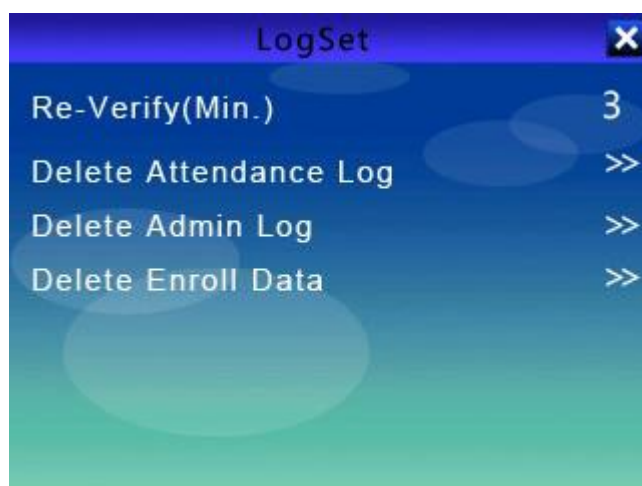 LogSet
Re-Verify(Min.) 3
Delete Attendance Log >>
Delete Admin Log >>
Delete Enroll Data >>